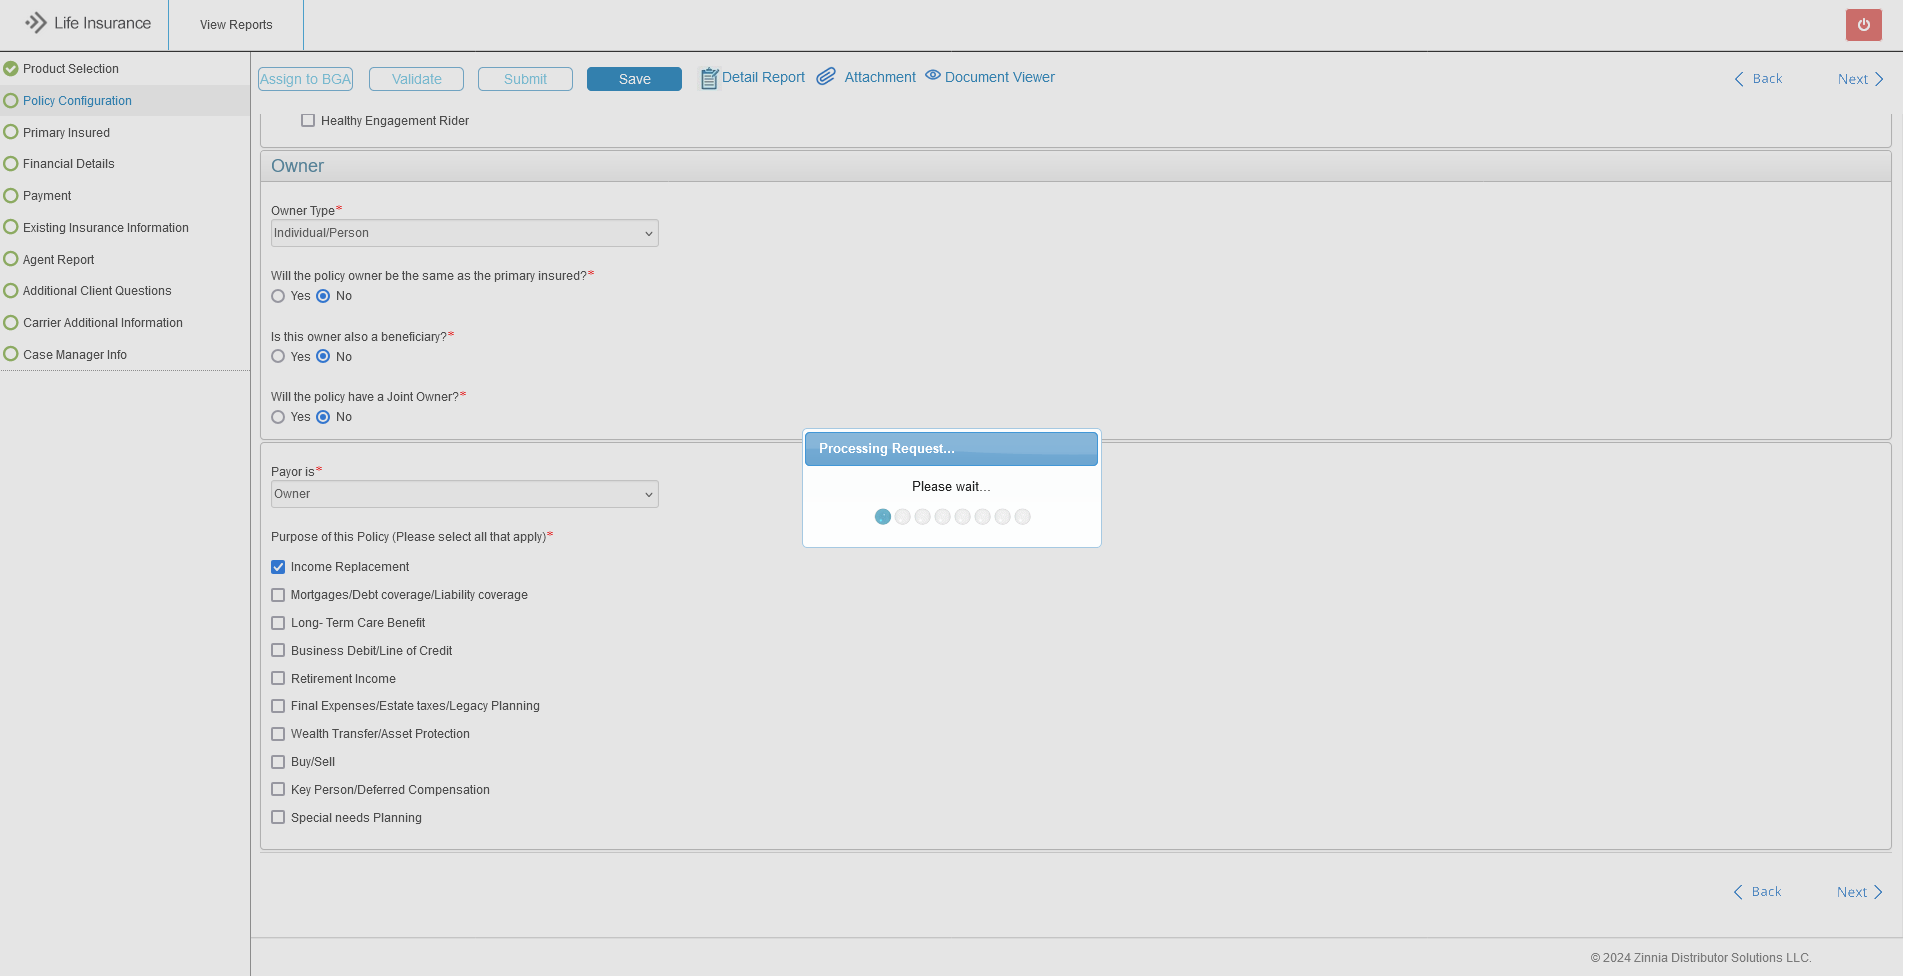 Life Insurance
View Reports
Product Selection
Policy Configuration
Primary Insured
Financial Details
Payment
Existing Insurance Information
Agent Report
Additional Client Questions
Carrier Additional Information
Case Manager Info
Assign to BGA Validate Submit Save Detail Report Attachment Document Viewer Back Next
Healthy Engagement Rider
Owner
Owner Type*
Individual/Person
Will the policy owner be the same as the primary insured?*
Yes No
Is this owner also a beneficiary?*
Yes No
Will the policy have a Joint Owner?*
Yes No
Processing Request...
Please wait...
Payor is*
Owner
Purpose of this Policy (Please select all that apply)*
Income Replacement
Mortgages/Debt coverage/Liability coverage
Long- Term Care Benefit
Business Debit/Line of Credit
Retirement Income
Final Expenses/Estate taxes/Legacy Planning
Wealth Transfer/Asset Protection
Buy/Sell
Key Person/Deferred Compensation
Special needs Planning
Back Next
© 2024 Zinnia Distributor Solutions LLC.